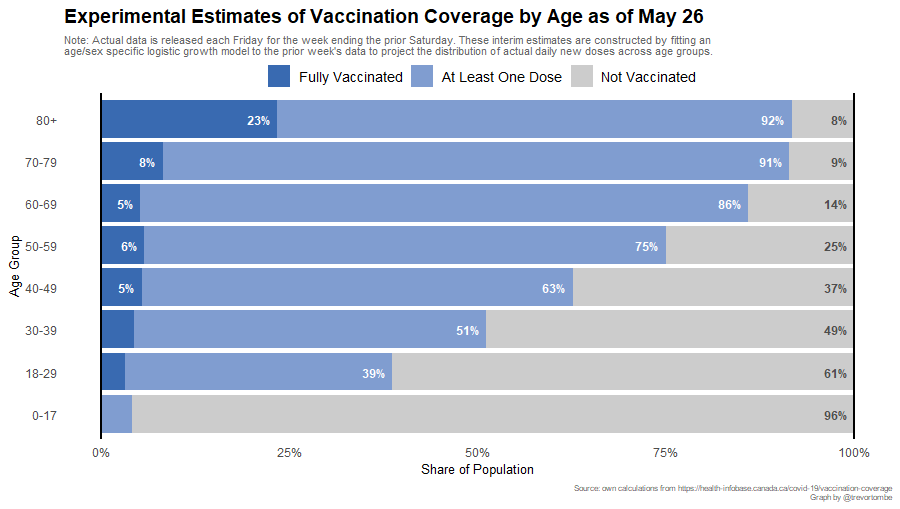 Experimental Estimates of Vaccination Coverage by Age as of May 26
Note: Actual data is released each Friday for the week ending the prior Saturday. These interim estimates are constructed by fitting an
age/sex specific logistic growth model to the prior week's data to project the distribution of actual daily new doses across age groups.
Fully Vaccinated At Least One Dose Not Vaccinated
80+ 23% 92% 8%
70-79 8% 91% 9%
60-69 5% 86% 14%
50-59 6% 75% 25%
40-49 5% 63% 37%
30-39 51% 49%
18-29 39% 61%
0-17 96%
Age Group
0% 25% 50% 75% 100%
Share of Population
Source: own calculations from https://health-infobase.canada.ca/covid-19/vaccination-coverage
Graph by @trevortombe